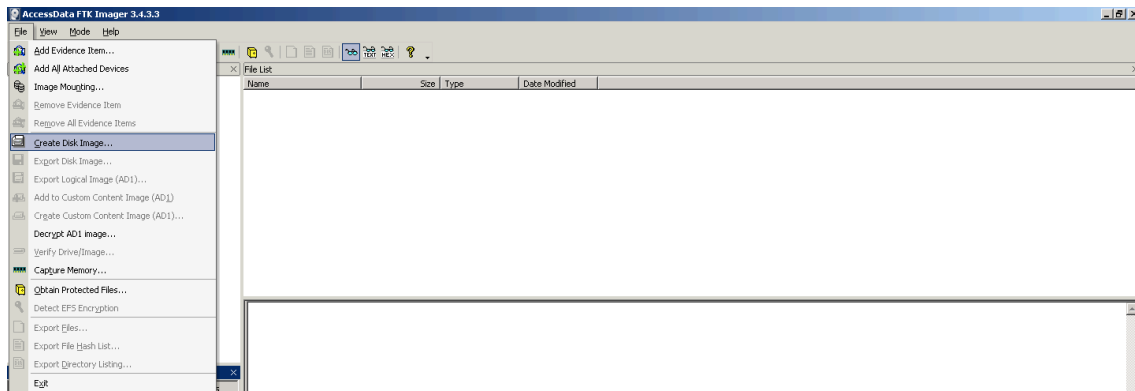 AccessData FTK Imager 3.4.3.3
File View Mode Help
Add Evidence Item...
Add All Attached Devices
Image Mounting...
Remove Evidence Item
Remove All Evidence Items
Create Disk Image...
Export Disk Image...
Export Logical Image (AD1)...
Add to Custom Content Image (AD1)
Create Custom Content Image (AD1)...
Decrypt AD1 image...
Verify Drive/Image...
Capture Memory...
Obtain Protected Files...
Detect EFS Encryption
Export Files...
Export File Hash List...
Export Directory Listing...
Exit
TEXT HEX
File List
Name Size Type Date Modified